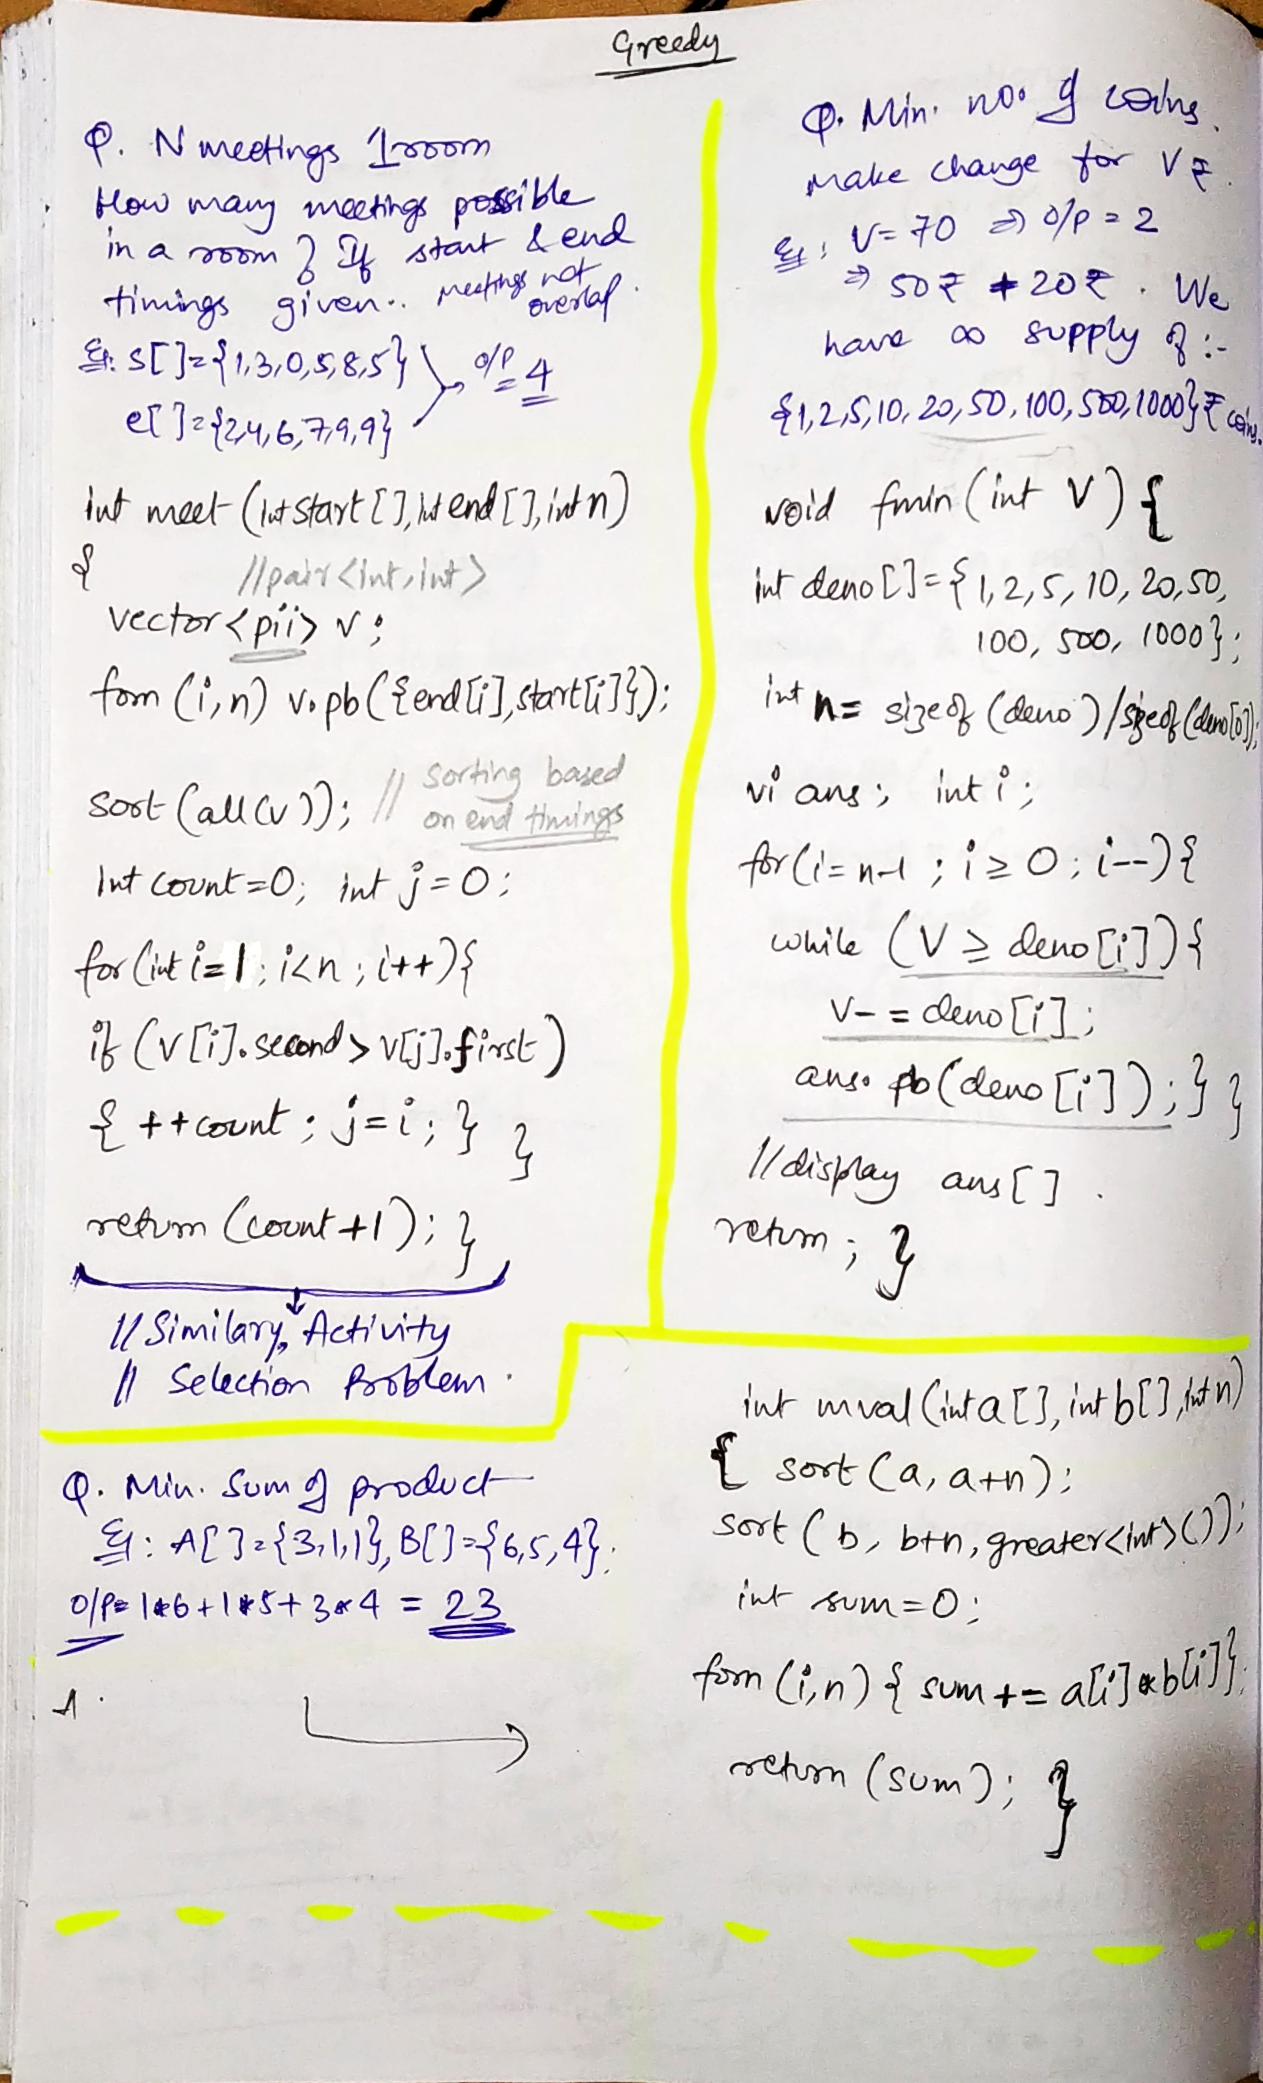 Greedy
Q. N meetings 1 room
How many meetings possible
in a room ? If start & end
timings given.. Meetings not
overlap.
Eg: s[]={1,3,0,5,8,5} o/p = 4
e[]={2,4,6,7,9,9}
int meet (int start[], int end[], int n)
{ //pair<int,int>
vector<pii> v;
forn (i,n) v.pb({end[i],start[i]});
sort (all(v)); // sorting based
on end timings
int count=0; int j=0;
for(int i=1; i<n; i++){
if (v[i].second > v[j].first)
{ ++count; j=i; } }
return (count+1); }
// Similary, Activity
// Selection Problem.
Q. Min. no. of coins.
Make change for V ₹.
Eg: V=70 ⇒ o/p = 2
⇒ 50₹ + 20₹. We
have ∞ supply of :-
{1,2,5,10,20,50,100,500,1000}₹ coins.
void fmin (int V) {
int deno[]={1,2,5,10,20,50,
100, 500, 1000};
int n= sizeof (deno)/sizeof(deno[0]);
vi ans; int i;
for(i=n-1; i≥0; i--){
while (V ≥ deno[i]){
V-=deno[i];
ans.pb(deno[i]);} }
//display ans[].
return; }
Q. Min. Sum of product
Eg: A[]={3,1,1}, B[]={6,5,4}.
o/p= 1*6+1*5+3*4 = 23
int mval (int a[], int b[], int n)
{ sort (a, a+n);
sort (b, b+n, greater<int>());
int sum=0;
forn (i,n) { sum += a[i]*b[i]};
return (sum); }